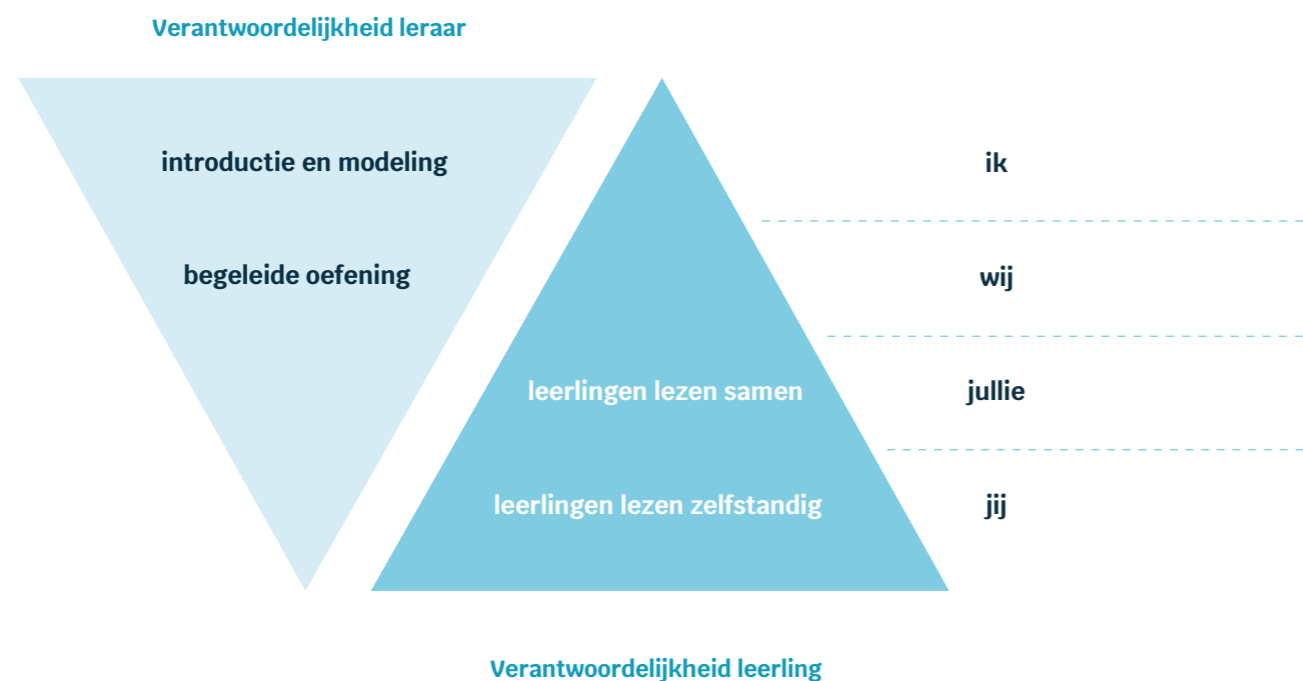 Verantwoordelijkheid leraar
introductie en modeling
ik
begeleide oefening
wij
leerlingen lezen samen
jullie
leerlingen lezen zelfstandig
jij
Verantwoordelijkheid leerling